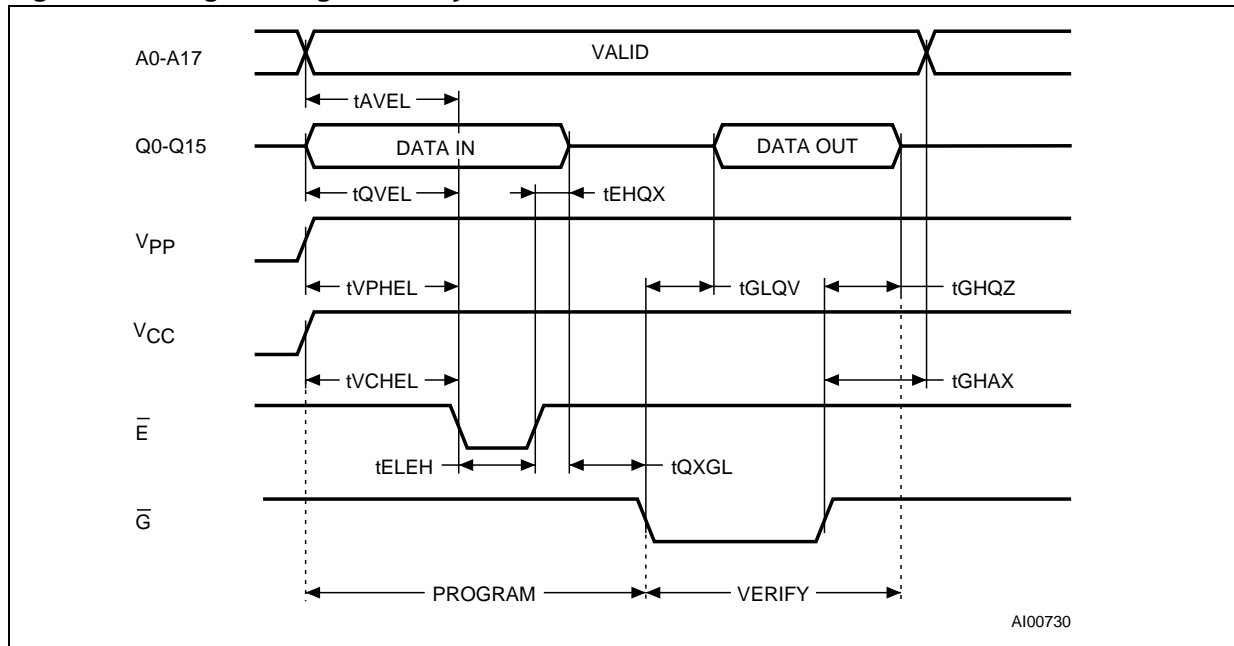 A0-A17
VALID
tAVEL
Q0-Q15
DATA IN
DATA OUT
tQVEL
tEHQX
VPP
tVPHEL
tGLQV
tGHQZ
VCC
tVCHEL
tGHAX
E̅
tELEH
tQXGL
G̅
PROGRAM
VERIFY
AI00730